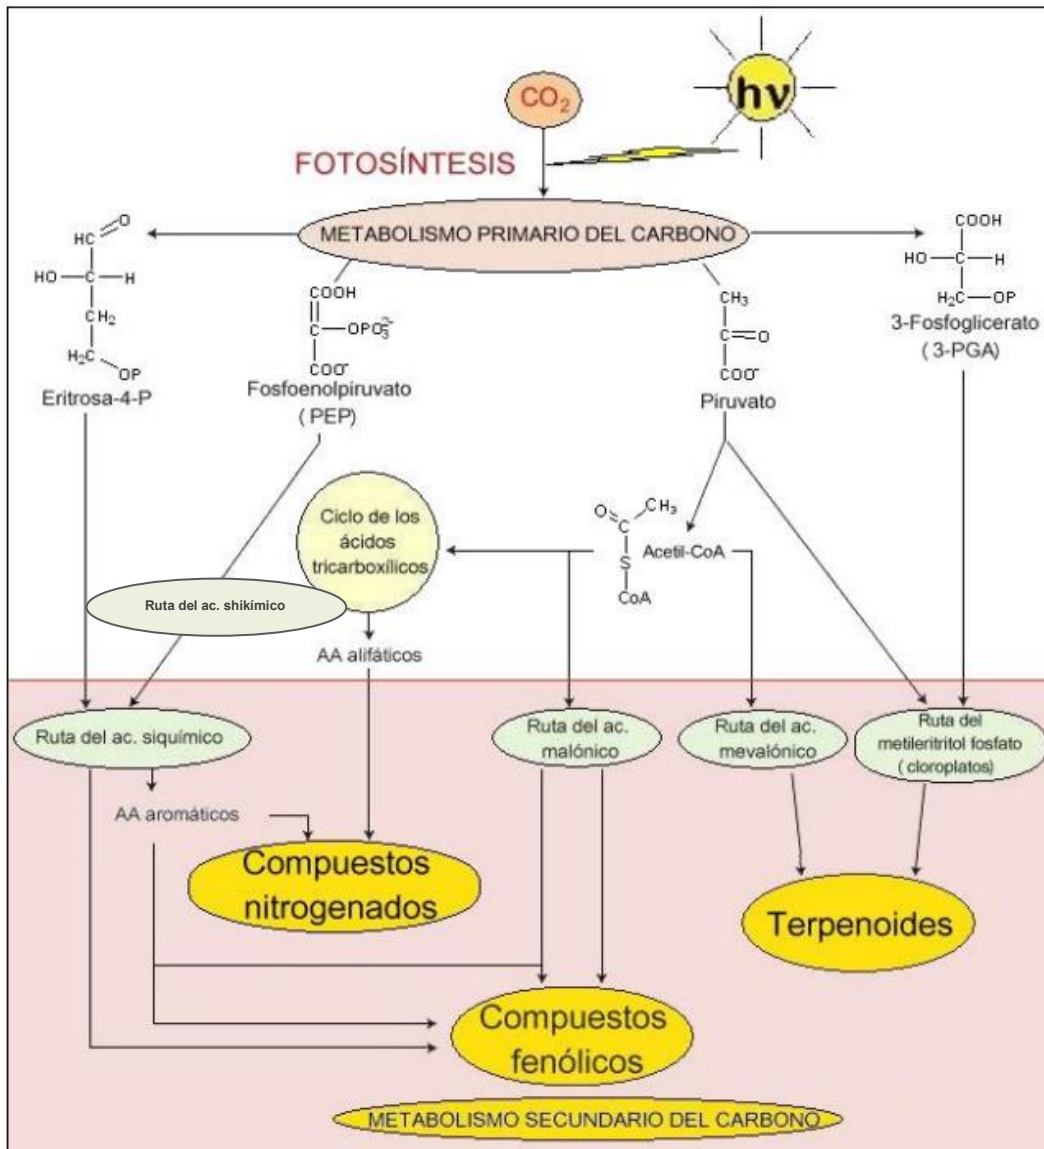 CO₂
hν
FOTOSÍNTESIS
METABOLISMO PRIMARIO DEL CARBONO
HC
O
HO
C
H
CH₂
H₂C
OP
Eritrosa-4-P
COOH
C
OPO₃²⁻
COO⁻
Fosfoenolpiruvato
(PEP)
CH₃
C
O
COO⁻
Piruvato
COOH
HO
C
H
H₂C
OP
3-Fosfoglicerato
(3-PGA)
Ciclo de los
ácidos
tricarboxílicos
O
CH₃
C
S
CoA
Acetil-CoA
Ruta del ac. shikímico
AA alifáticos
Ruta del ac. siquímico
Ruta del ac.
malónico
Ruta del ac.
mevalónico
Ruta del
metileritritol fosfato
(cloroplatos)
AA aromáticos
Compuestos
nitrogenados
Terpenoides
Compuestos
fenólicos
METABOLISMO SECUNDARIO DEL CARBONO